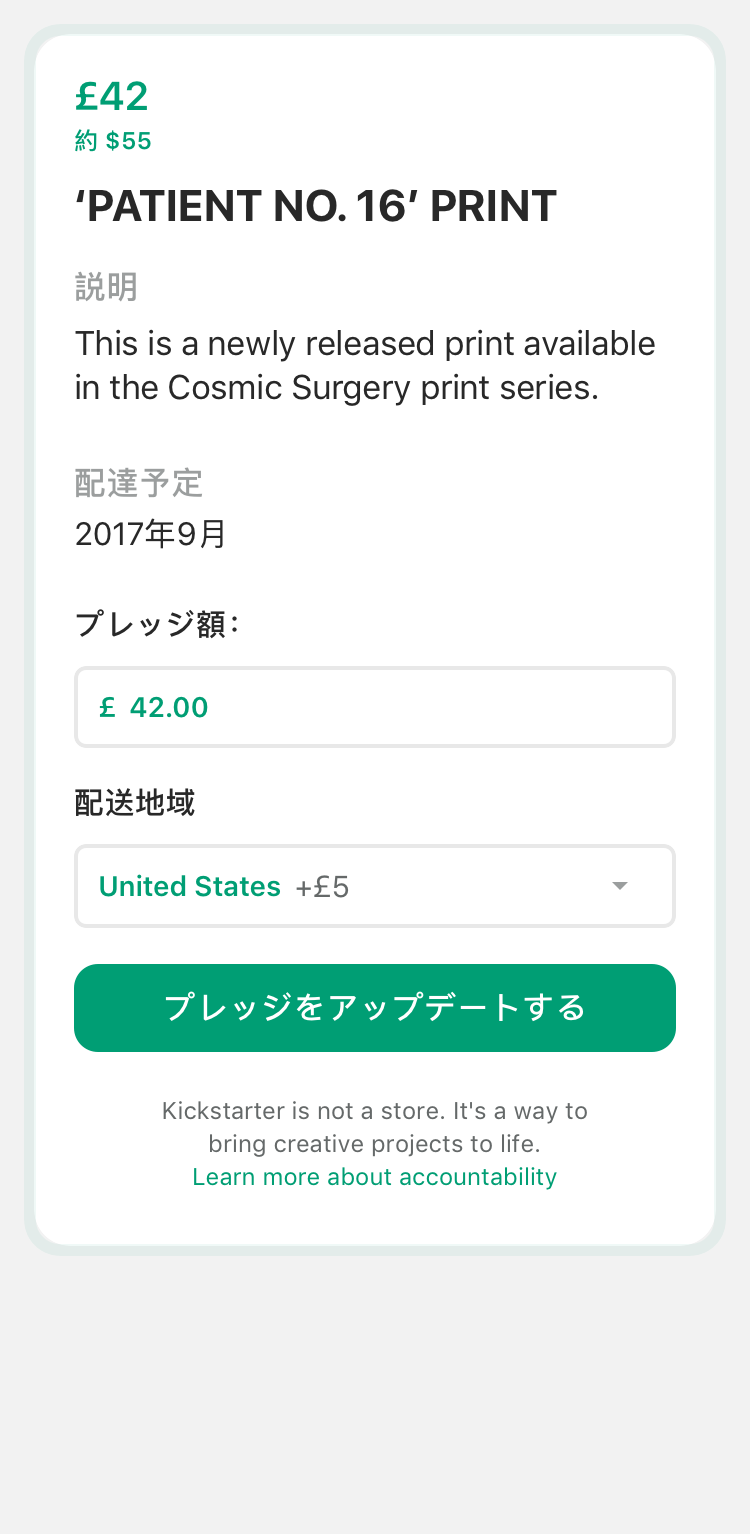 £42
約 $55
‘PATIENT NO. 16’ PRINT
説明
This is a newly released print available
in the Cosmic Surgery print series.
配達予定
2017年9月
プレッジ額:
£ 42.00
配送地域
United States +£5
プレッジをアップデートする
Kickstarter is not a store. It's a way to
bring creative projects to life.
Learn more about accountability